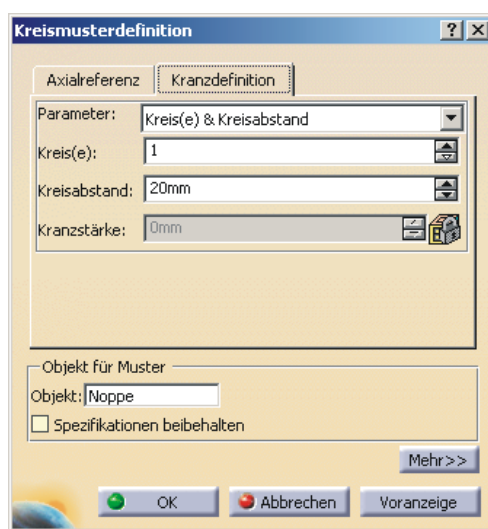 Kreismusterdefinition
Axialreferenz Kranzdefinition
Parameter: Kreis(e) & Kreisabstand
Kreis(e): 1
Kreisabstand: 20mm
Kranzstärke: 0mm
Objekt für Muster
Objekt: Noppe
Spezifikationen beibehalten
Mehr>>
OK Abbrechen Voranzeige